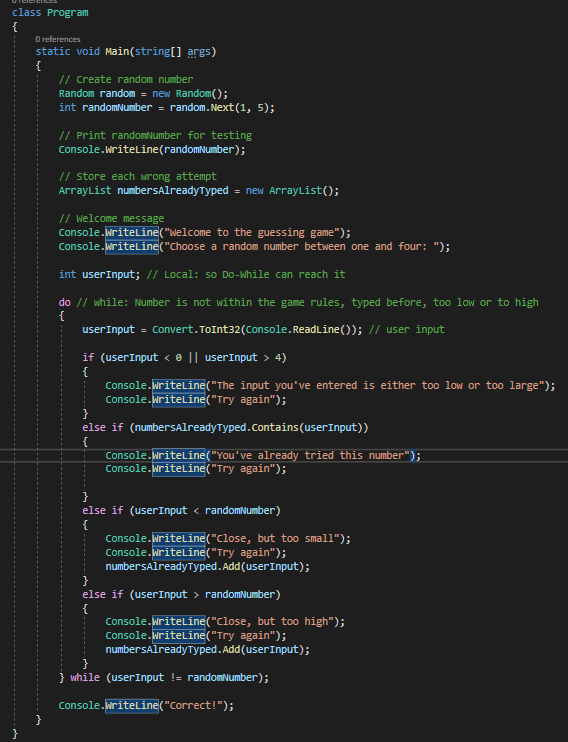 0 references
class Program
{
0 references
static void Main(string[] args)
{
// Create random number
Random random = new Random();
int randomNumber = random.Next(1, 5);
// Print randomNumber for testing
Console.WriteLine(randomNumber);
// Store each wrong attempt
ArrayList numbersAlreadyTyped = new ArrayList();
// Welcome message
Console.WriteLine("Welcome to the guessing game");
Console.WriteLine("Choose a random number between one and four: ");
int userInput; // Local: so Do-While can reach it
do // while: Number is not within the game rules, typed before, too low or to high
{
userInput = Convert.ToInt32(Console.ReadLine()); // user input
if (userInput < 0 || userInput > 4)
{
Console.WriteLine("The input you've entered is either too low or too large");
Console.WriteLine("Try again");
}
else if (numbersAlreadyTyped.Contains(userInput))
{
Console.WriteLine("You've already tried this number");
Console.WriteLine("Try again");
}
else if (userInput < randomNumber)
{
Console.WriteLine("Close, but too small");
Console.WriteLine("Try again");
numbersAlreadyTyped.Add(userInput);
}
else if (userInput > randomNumber)
{
Console.WriteLine("Close, but too high");
Console.WriteLine("Try again");
numbersAlreadyTyped.Add(userInput);
}
} while (userInput != randomNumber);
Console.WriteLine("Correct!");
}
}